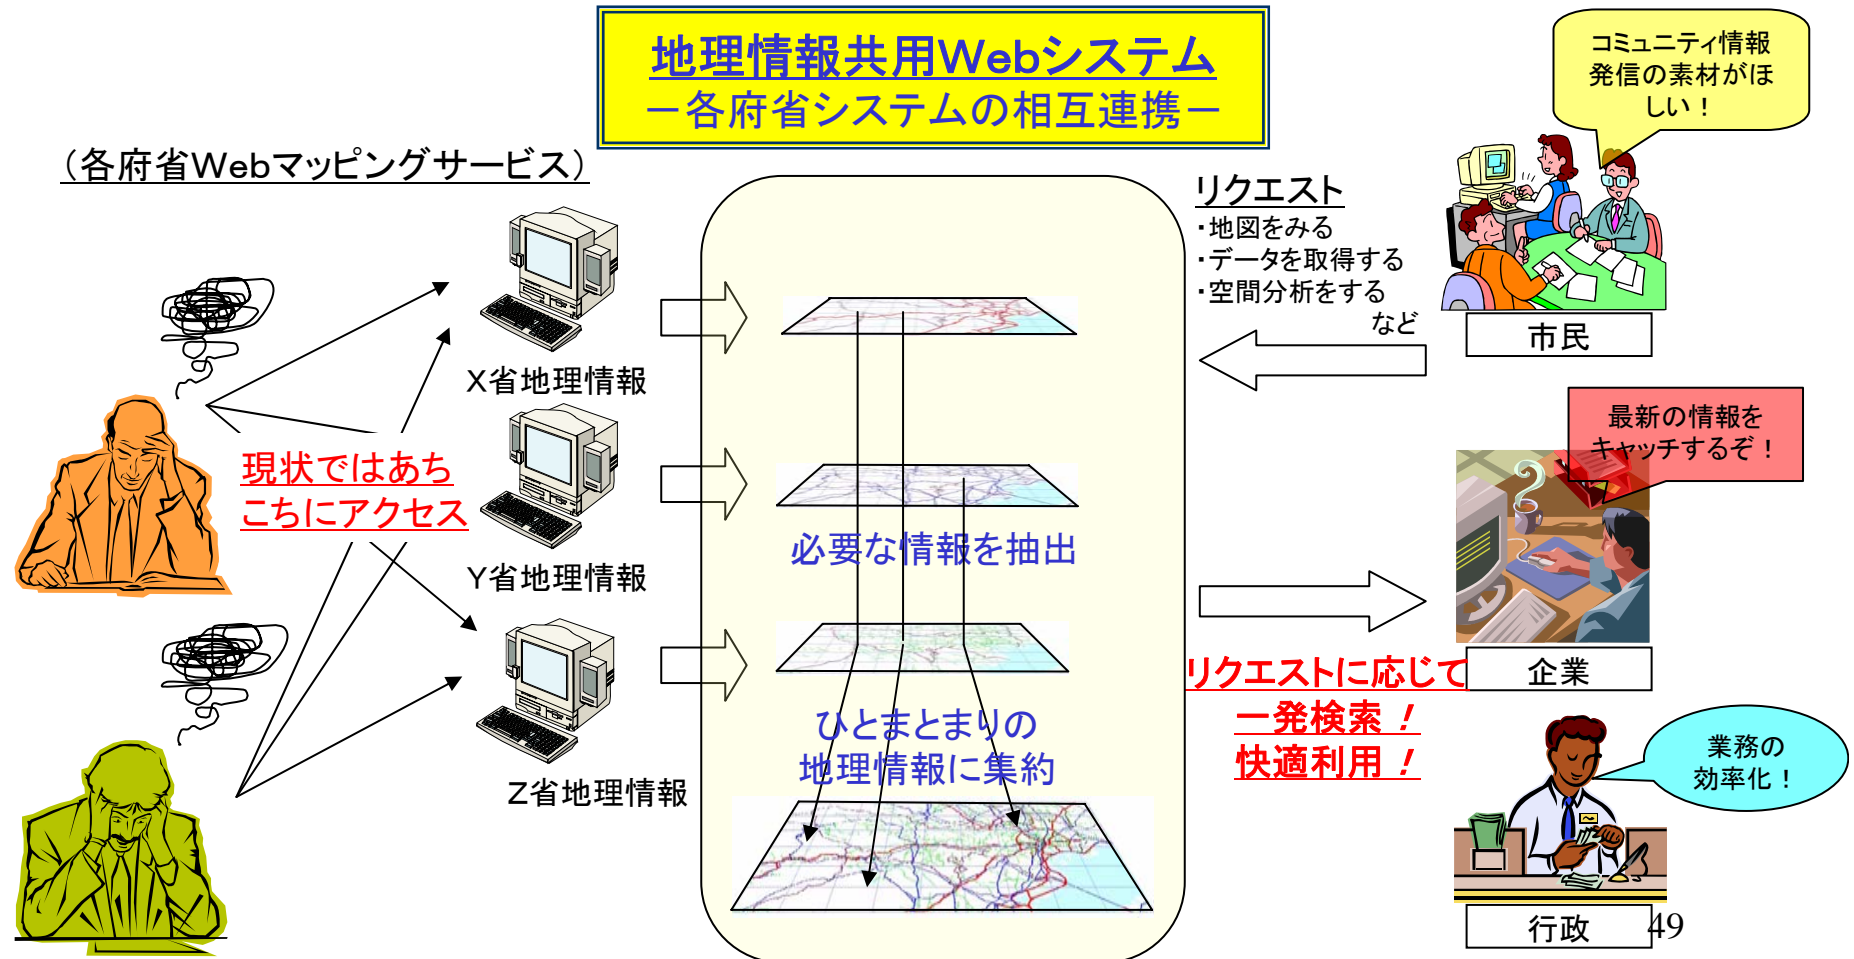 地理情報共用Webシステム
－各府省システムの相互連携－
（各府省Webマッピングサービス）
X省地理情報
Y省地理情報
Z省地理情報
現状ではあち
こちにアクセス
必要な情報を抽出
ひとまとまりの
地理情報に集約
リクエスト
・地図をみる
・データを取得する
・空間分析をする
など
リクエストに応じて
一発検索！
快適利用！
コミュニティ情報
発信の素材がほ
しい！
市民
最新の情報を
キャッチするぞ！
企業
業務の
効率化！
行政
49